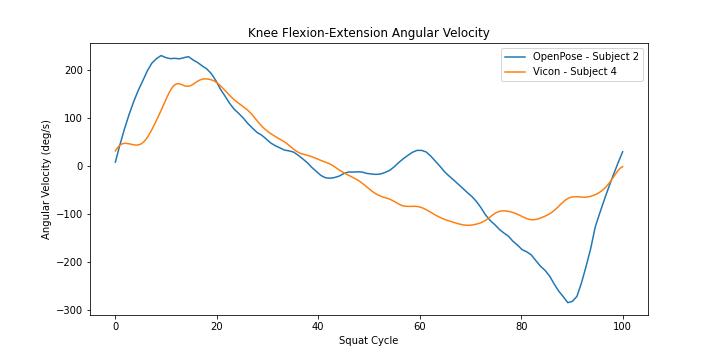 Knee Flexion-Extension Angular Velocity
OpenPose - Subject 2
Vicon - Subject 4
Angular Velocity (deg/s)
200
100
0
−100
−200
−300
0 20 40 60 80 100
Squat Cycle